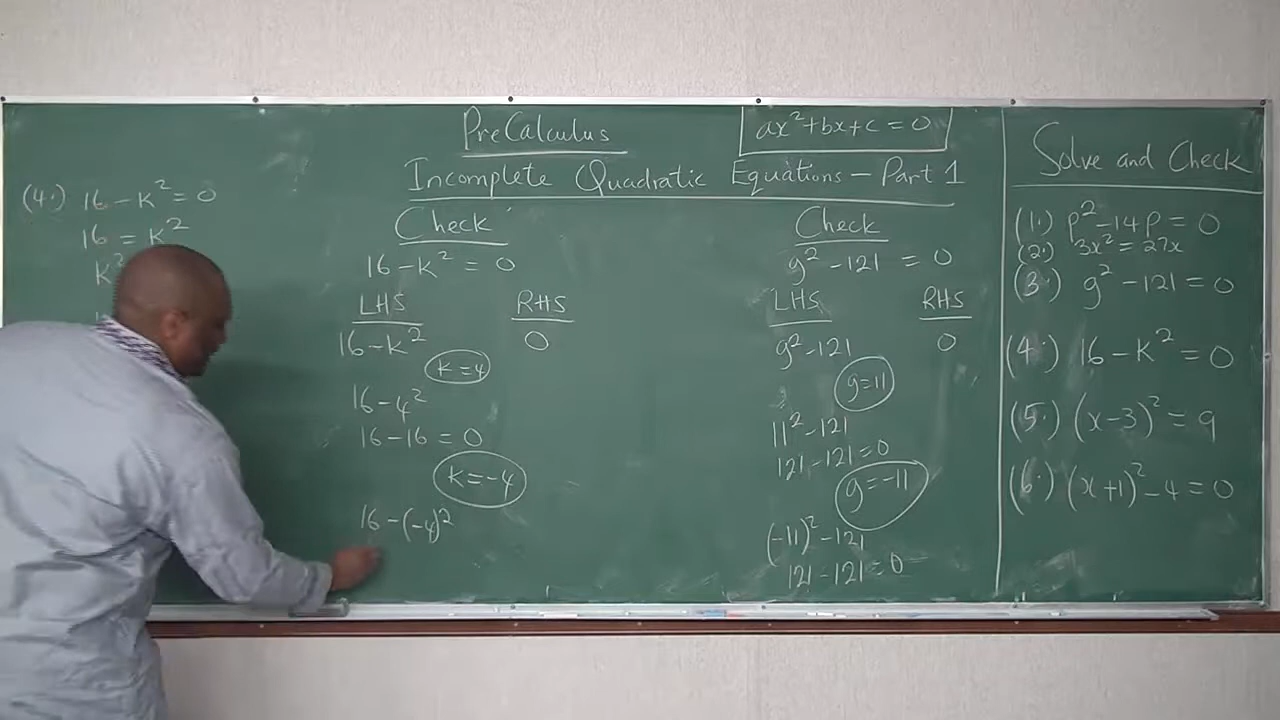 PreCalculus
ax²+bx+c = 0
Incomplete Quadratic Equations – Part 1
(4.) 16 – K² = 0
16 = K²
K²
Check
16 – K² = 0
LHS RHS
16 – K² 0
K = 4
16 – 4²
16 – 16 = 0
K = –4
16 – (–4)²
Check
g² – 121 = 0
LHS RHS
g² – 121 0
g = 11
11² – 121
121 – 121 = 0
g = –11
(–11)² – 121
121 – 121 = 0
Solve and Check
(1.) p² – 14p = 0
(2.) 3x² = 27x
(3.) g² – 121 = 0
(4.) 16 – K² = 0
(5.) (x – 3)² = 9
(6.) (x + 1)² – 4 = 0